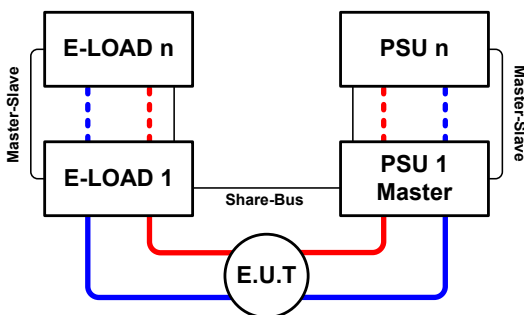 E-LOAD n
PSU n
Master-Slave
Master-Slave
E-LOAD 1
PSU 1
Master
Share-Bus
E.U.T